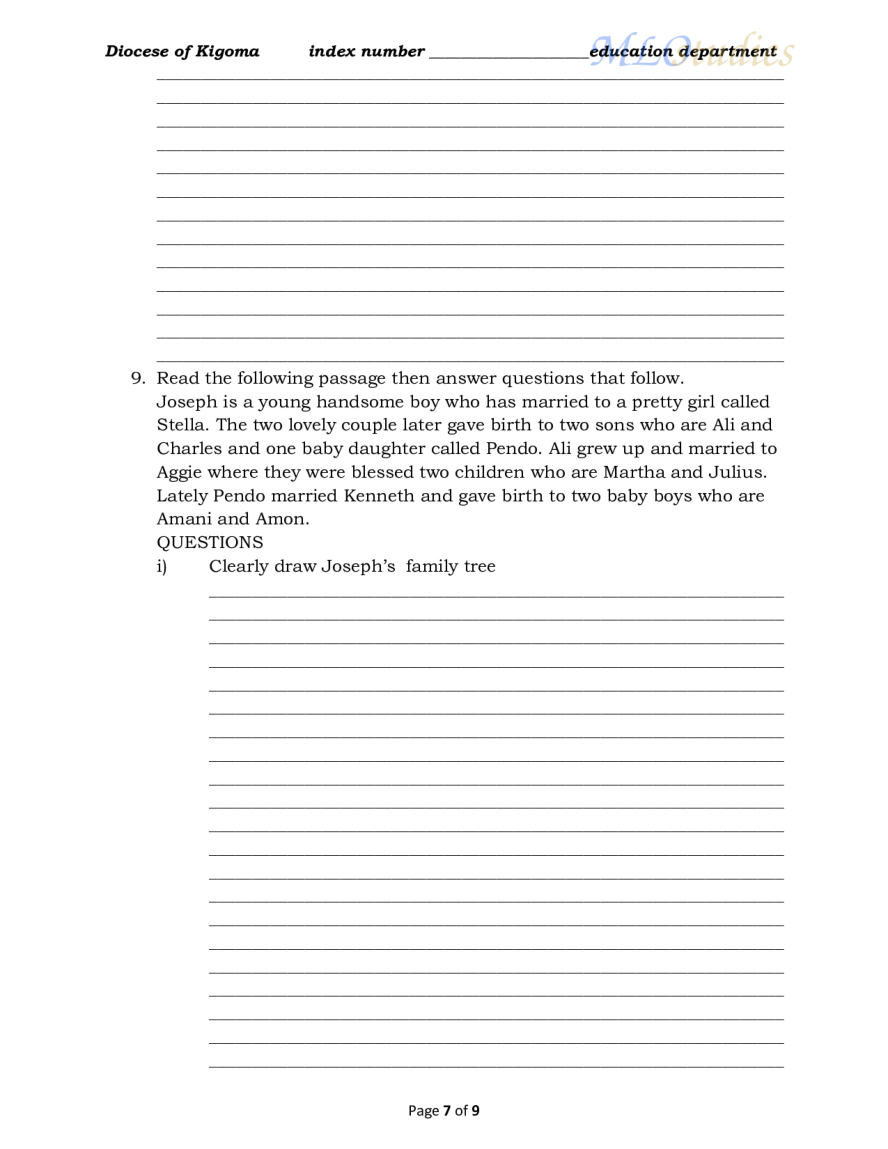 Diocese of Kigoma index number ____________________education department
MLOtudies
9. Read the following passage then answer questions that follow.
Joseph is a young handsome boy who has married to a pretty girl called
Stella. The two lovely couple later gave birth to two sons who are Ali and
Charles and one baby daughter called Pendo. Ali grew up and married to
Aggie where they were blessed two children who are Martha and Julius.
Lately Pendo married Kenneth and gave birth to two baby boys who are
Amani and Amon.
QUESTIONS
i) Clearly draw Joseph's family tree
Page 7 of 9